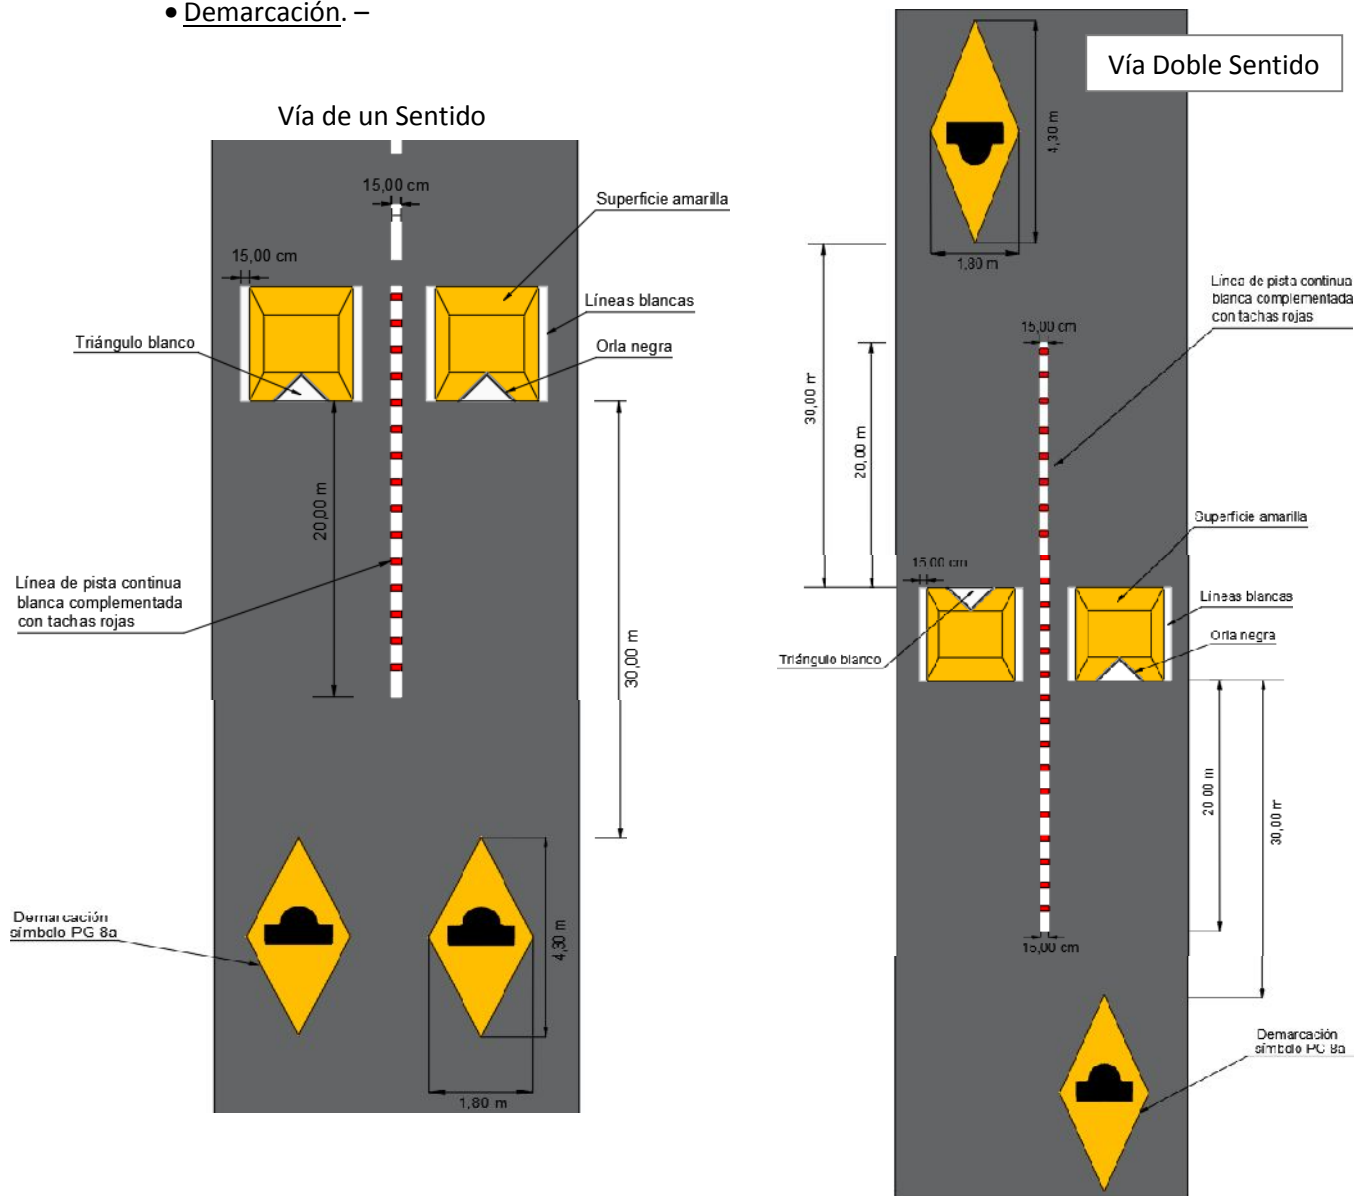 • Demarcación. –
Vía de un Sentido
15,00 cm
Superficie amarilla
15,00 cm
Líneas blancas
Triángulo blanco
Orla negra
20,00 m
Línea de pista continua
blanca complementada
con tachas rojas
30,00 m
Demarcación
símbolo PG 8a
4,30 m
1,80 m
Vía Doble Sentido
4,30 m
1,80 m
Línea de pista continua
blanca complementada
con tachas rojas
15,00 cm
30,00 m
20,00 m
Superficie amarilla
15,00 cm
Líneas blancas
Orla negra
Triángulo blanco
20 00 m
30,00 m
15,00 cm
Demarcación
símbolo PG 8a